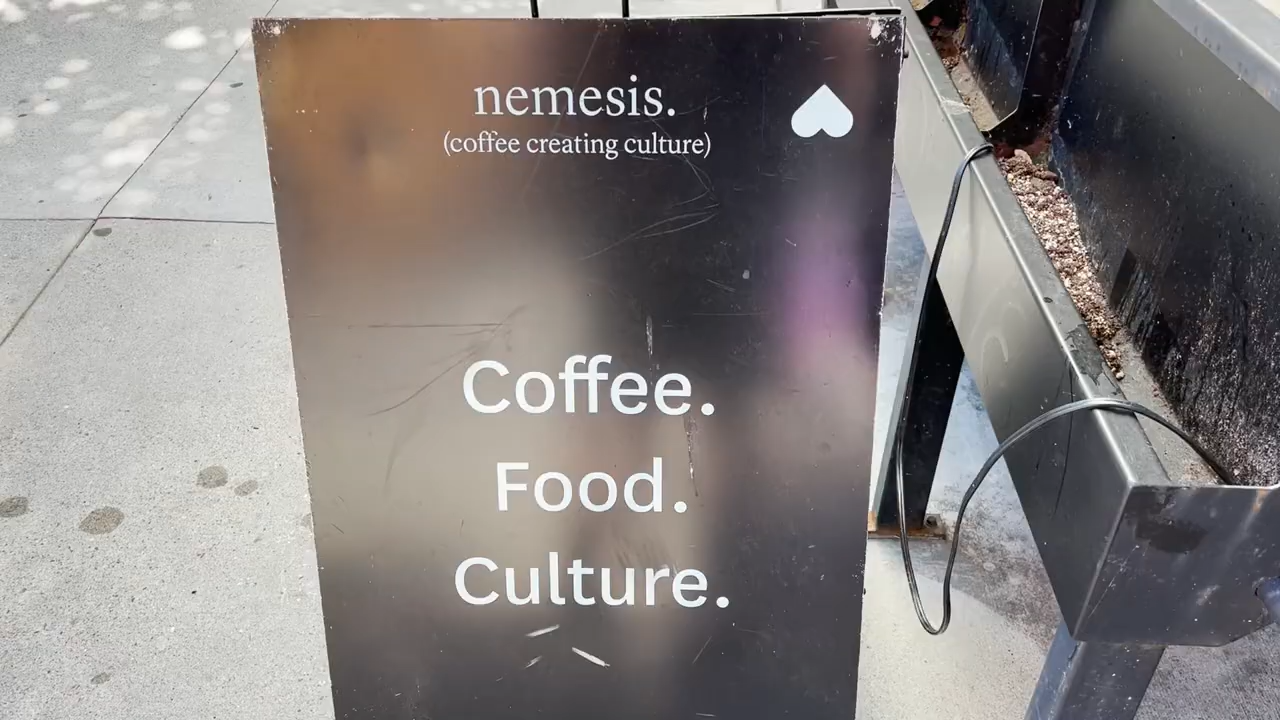 nemesis.
(coffee creating culture)
Coffee.
Food.
Culture.